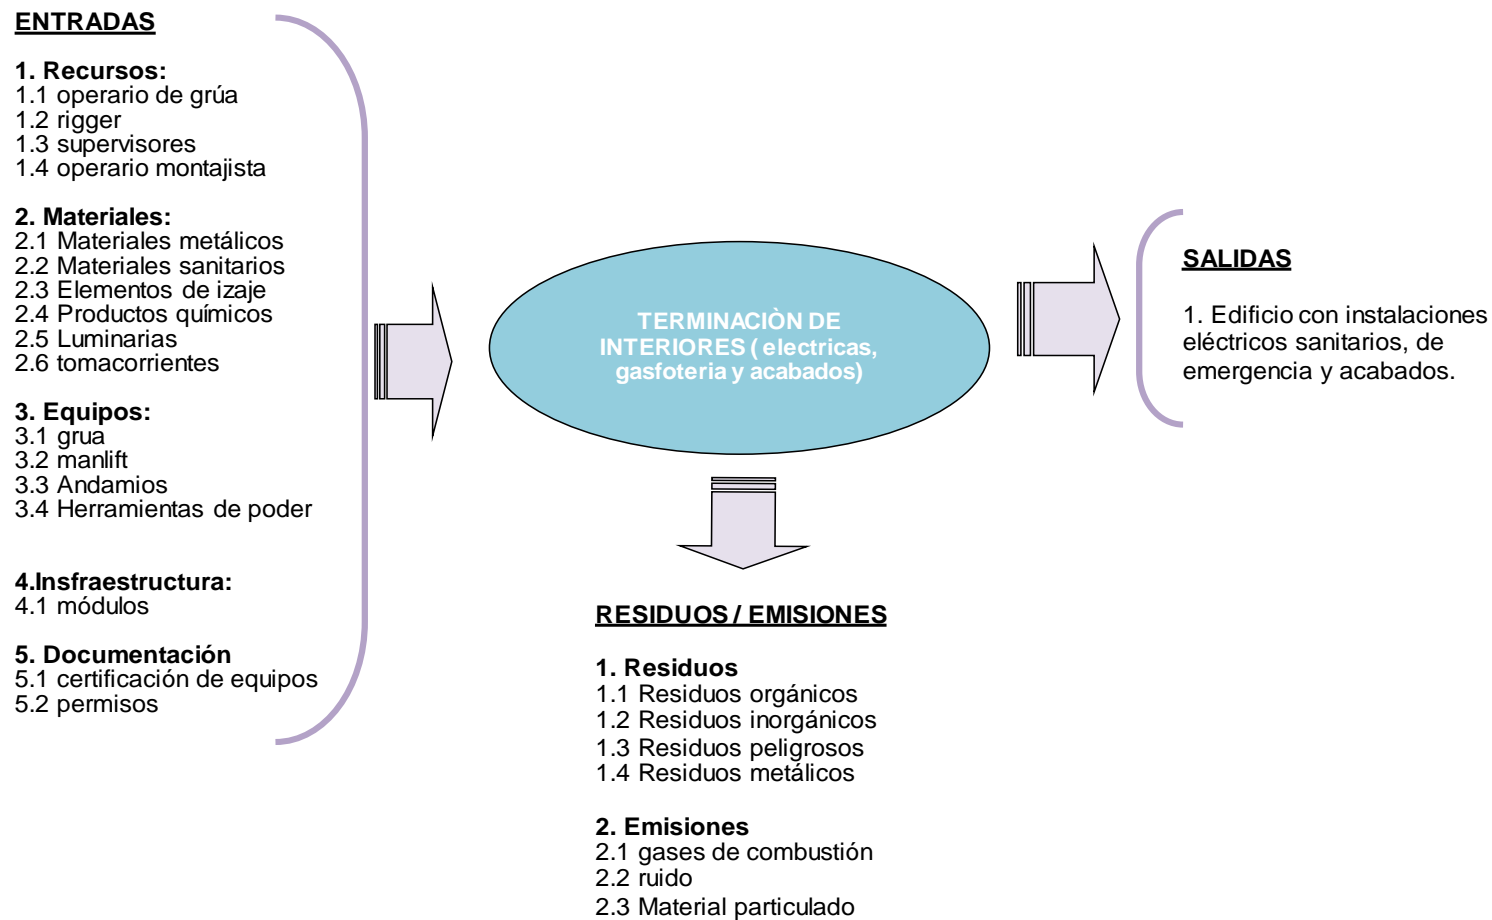 ENTRADAS
1. Recursos:
1.1 operario de grúa
1.2 rigger
1.3 supervisores
1.4 operario montajista
2. Materiales:
2.1 Materiales metálicos
2.2 Materiales sanitarios
2.3 Elementos de izaje
2.4 Productos químicos
2.5 Luminarias
2.6 tomacorrientes
3. Equipos:
3.1 grua
3.2 manlift
3.3 Andamios
3.4 Herramientas de poder
4.Insfraestructura:
4.1 módulos
5. Documentación
5.1 certificación de equipos
5.2 permisos
TERMINACIÒN DE
INTERIORES ( electricas,
gasfoteria y acabados)
SALIDAS
1. Edificio con instalaciones
eléctricos sanitarios, de
emergencia y acabados.
RESIDUOS / EMISIONES
1. Residuos
1.1 Residuos orgánicos
1.2 Residuos inorgánicos
1.3 Residuos peligrosos
1.4 Residuos metálicos
2. Emisiones
2.1 gases de combustión
2.2 ruido
2.3 Material particulado